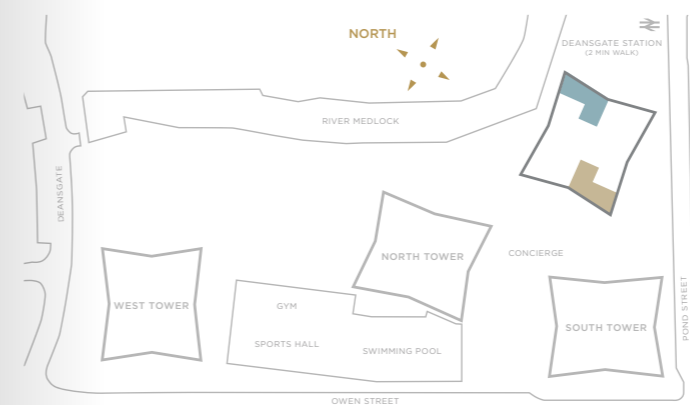 NORTH
DEANSGATE STATION
(2 MIN WALK)
RIVER MEDLOCK
DEANSGATE
NORTH TOWER
CONCIERGE
WEST TOWER
GYM
SOUTH TOWER
POND STREET
SPORTS HALL
SWIMMING POOL
OWEN STREET